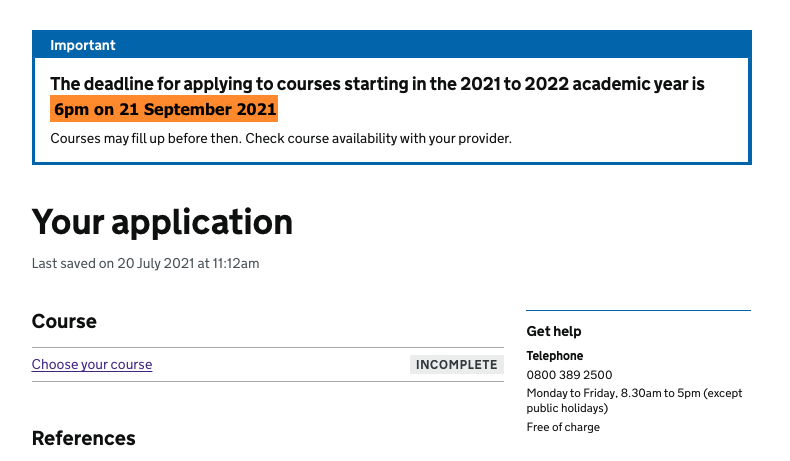 Important
The deadline for applying to courses starting in the 2021 to 2022 academic year is
6pm on 21 September 2021
Courses may fill up before then. Check course availability with your provider.
Your application
Last saved on 20 July 2021 at 11:12am
Course
Choose your course
INCOMPLETE
References
Get help
Telephone
0800 389 2500
Monday to Friday, 8.30am to 5pm (except
public holidays)
Free of charge